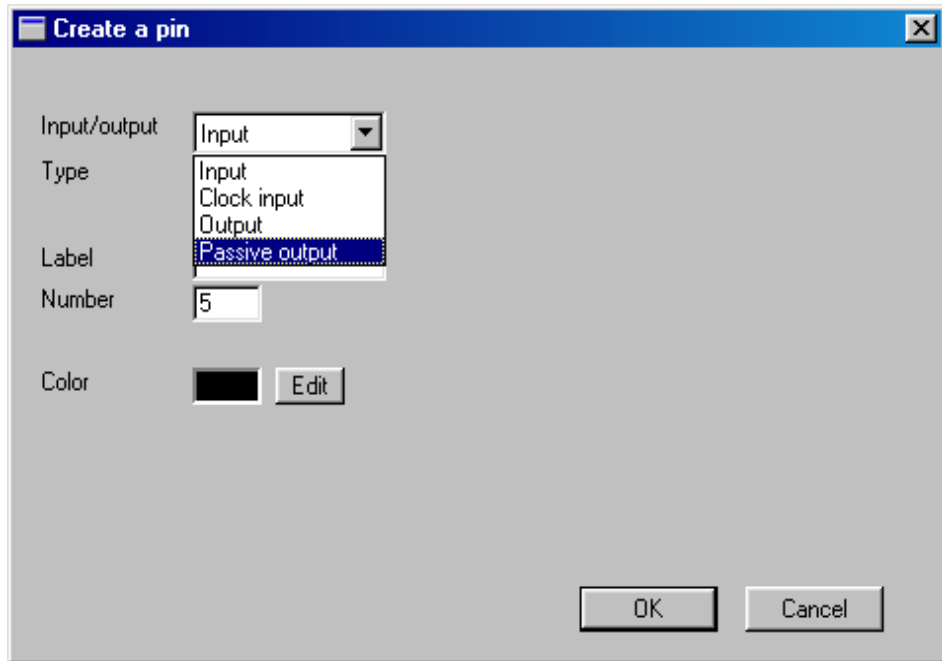 Create a pin
Input/output
Input
Type
Input
Clock input
Output
Passive output
Label
Number
5
Color
Edit
OK
Cancel